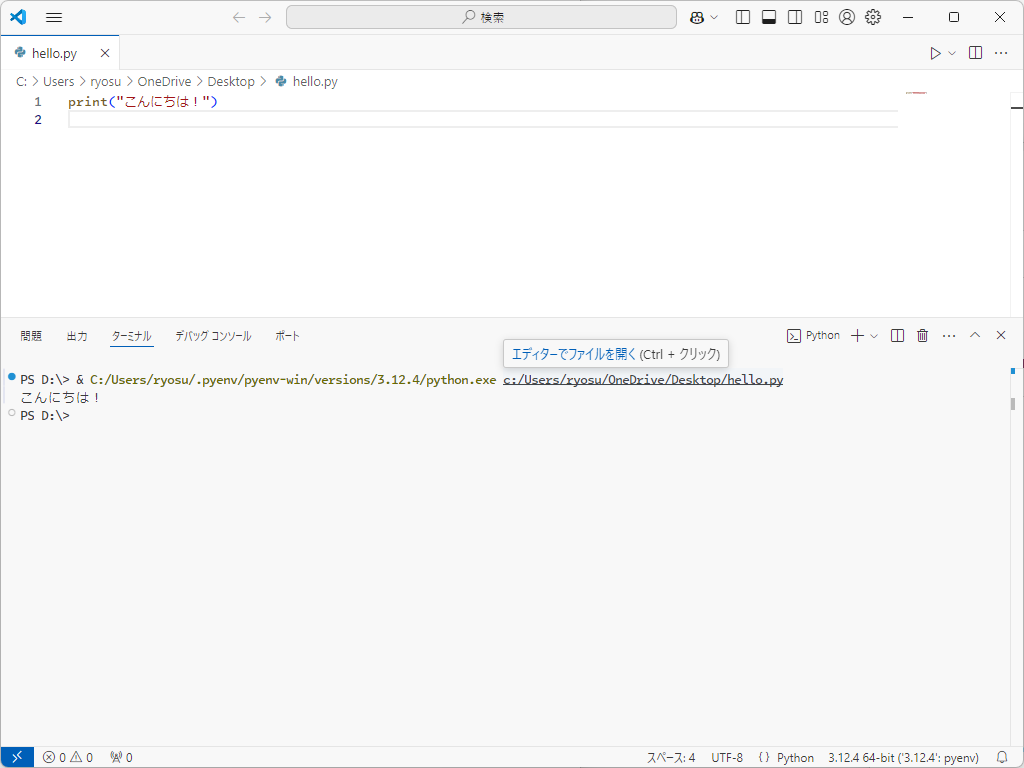 検索
hello.py
C: > Users > ryosu > OneDrive > Desktop > hello.py
1 print("こんにちは！")
2
問題 出力 ターミナル デバッグ コンソール ポート Python
エディターでファイルを開く (Ctrl + クリック)
PS D:\> & C:/Users/ryosu/.pyenv/pyenv-win/versions/3.12.4/python.exe c:/Users/ryosu/OneDrive/Desktop/hello.py
こんにちは！
PS D:\>
0 0 0 スペース: 4 UTF-8 { } Python 3.12.4 64-bit ('3.12.4': pyenv)